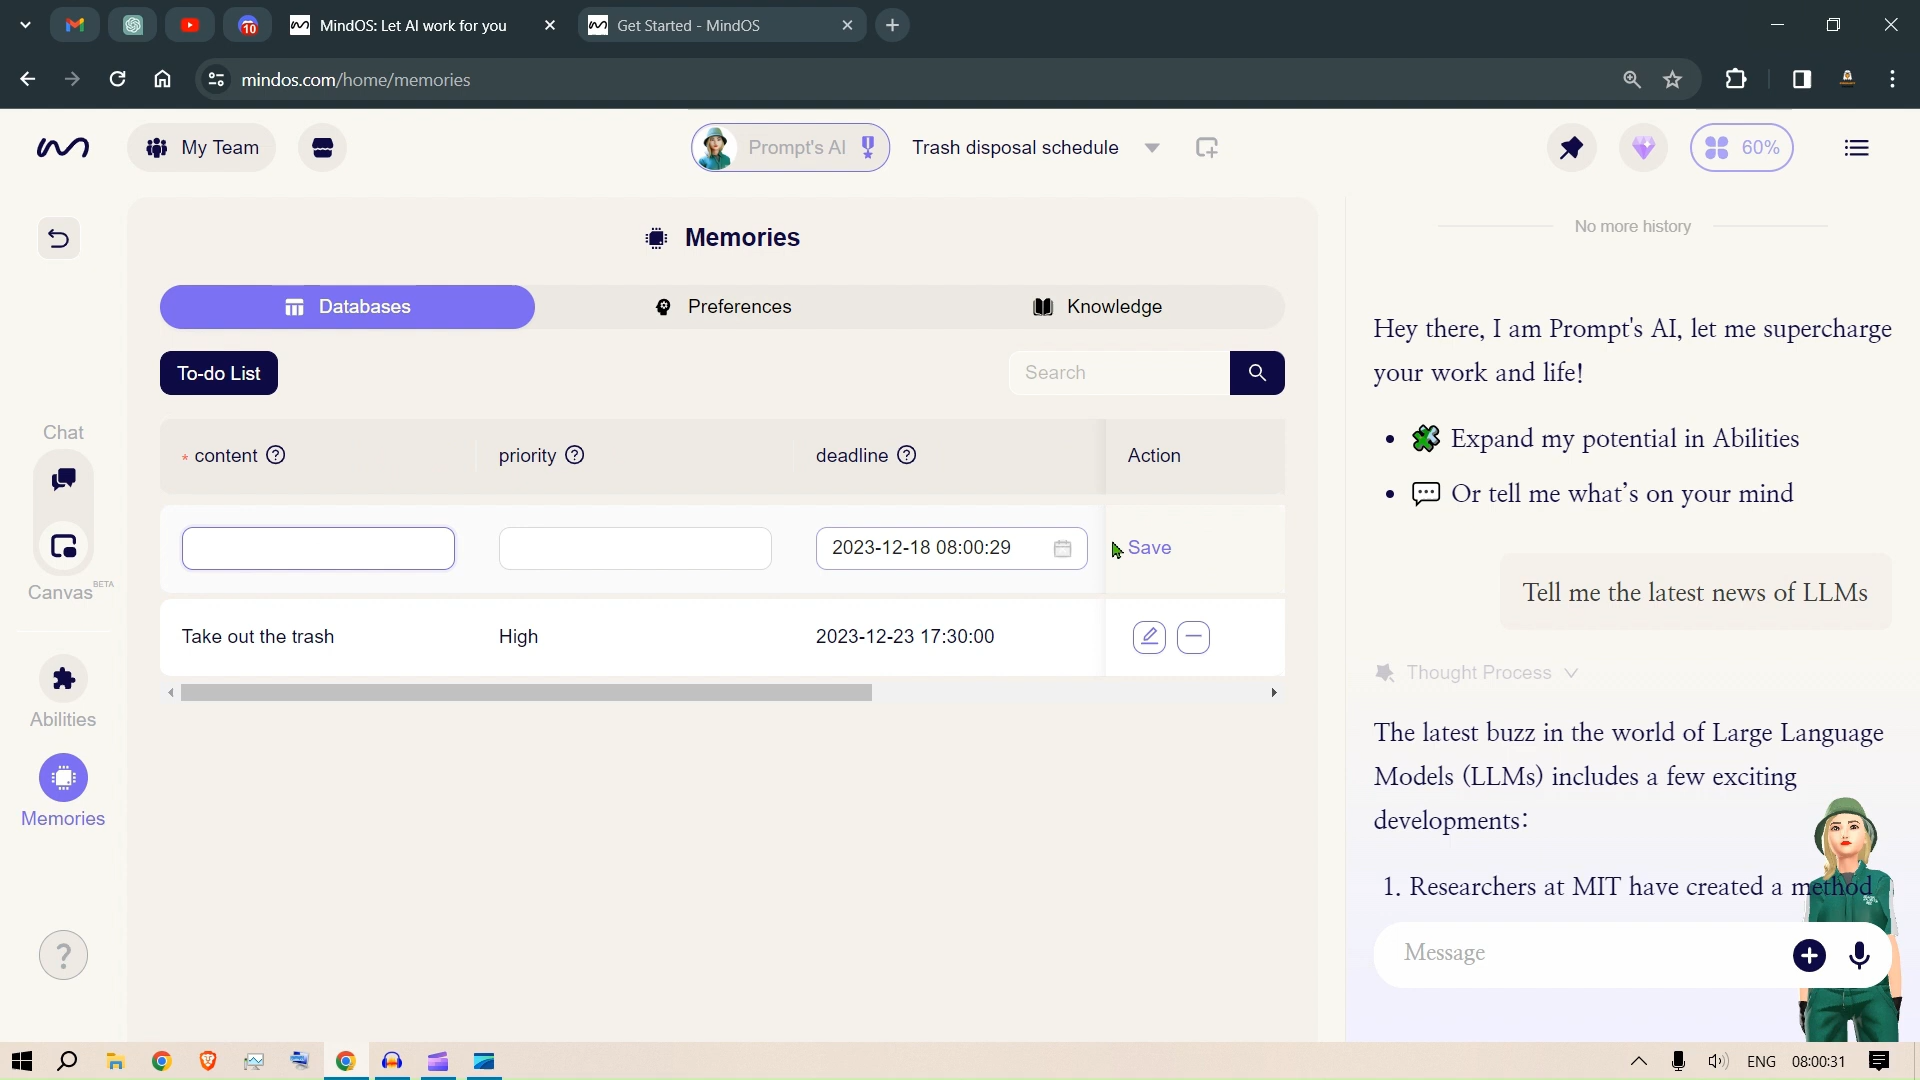 10
MindOS: Let AI work for you
Get Started - MindOS
mindos.com/home/memories
My Team
Prompt's AI
Trash disposal schedule
60%
Memories
Databases
Preferences
Knowledge
To-do List
Search
* content ?
priority ?
deadline ?
Action
2023-12-18 08:00:29
Save
Take out the trash
High
2023-12-23 17:30:00
Chat
Canvas BETA
Abilities
Memories
?
No more history
Hey there, I am Prompt's AI, let me supercharge
your work and life!
• Expand my potential in Abilities
• Or tell me what's on your mind
Tell me the latest news of LLMs
Thought Process
The latest buzz in the world of Large Language
Models (LLMs) includes a few exciting
developments:
1. Researchers at MIT have created a method
Message
ENG
08:00:31